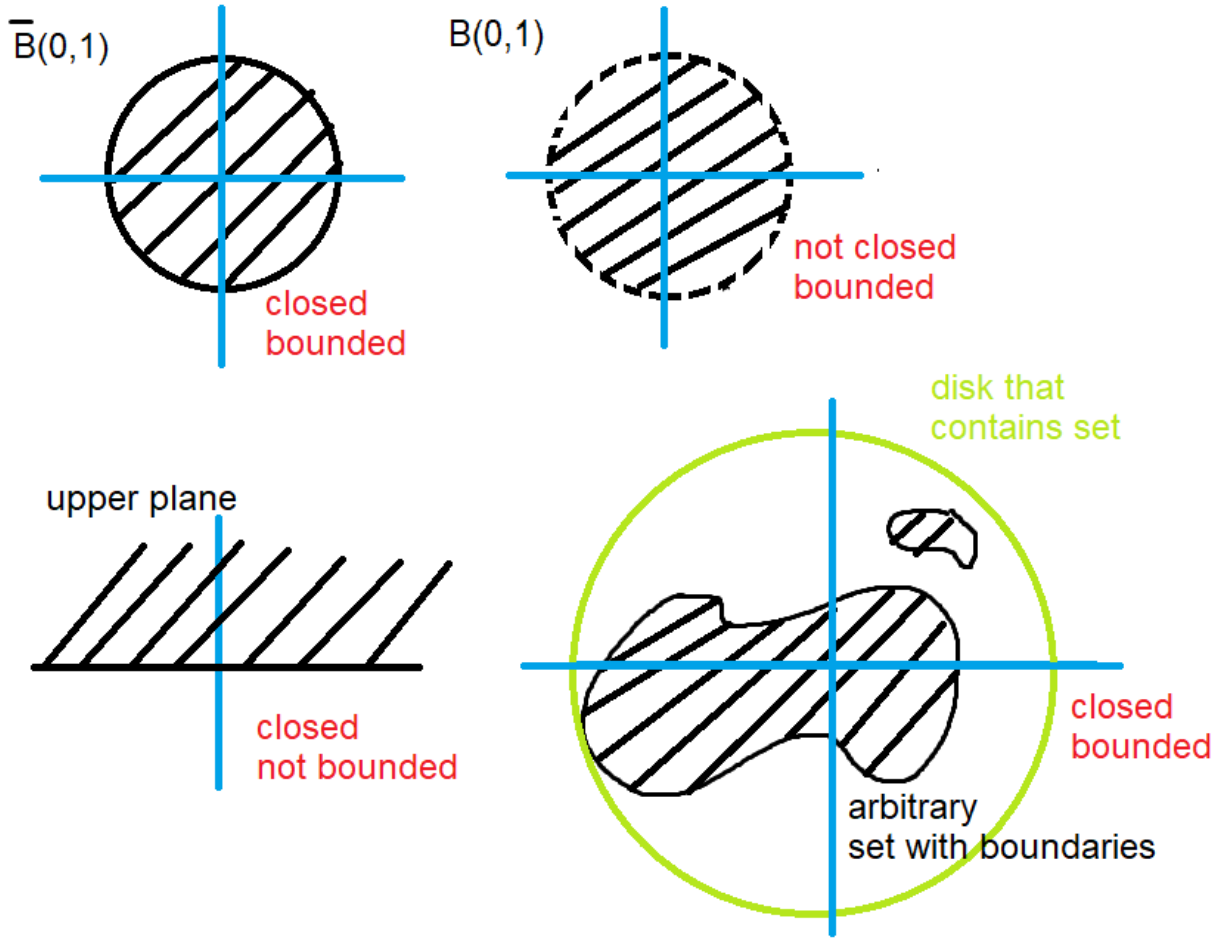 B̅(0,1)
B(0,1)
closed
bounded
not closed
bounded
disk that
contains set
upper plane
closed
not bounded
closed
bounded
arbitrary
set with boundaries